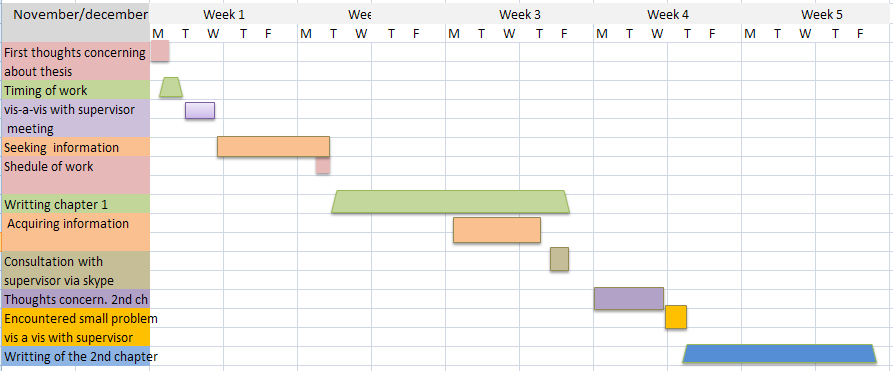 November/december Week 1 Wee Week 3 Week 4 Week 5
M T W T F M T W T F M T W T F M T W T F M T W T F
First thoughts concerning
about thesis
Timing of work
vis-a-vis with supervisor
meeting
Seeking information
Shedule of work
Writting chapter 1
Acquiring information
Consultation with
supervisor via skype
Thoughts concern. 2nd ch
Encountered small problem
vis a vis with supervisor
Writting of the 2nd chapter